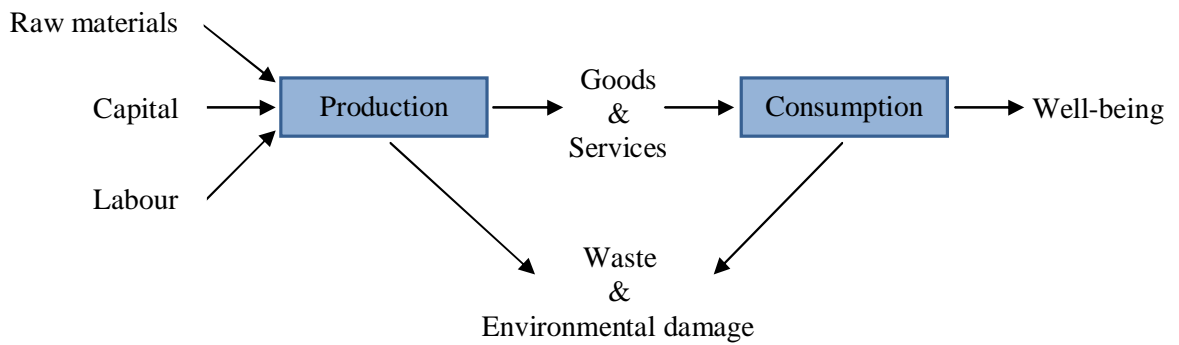 Raw materials
Capital
Labour
Production
Goods
&
Services
Consumption
Well-being
Waste
&
Environmental damage